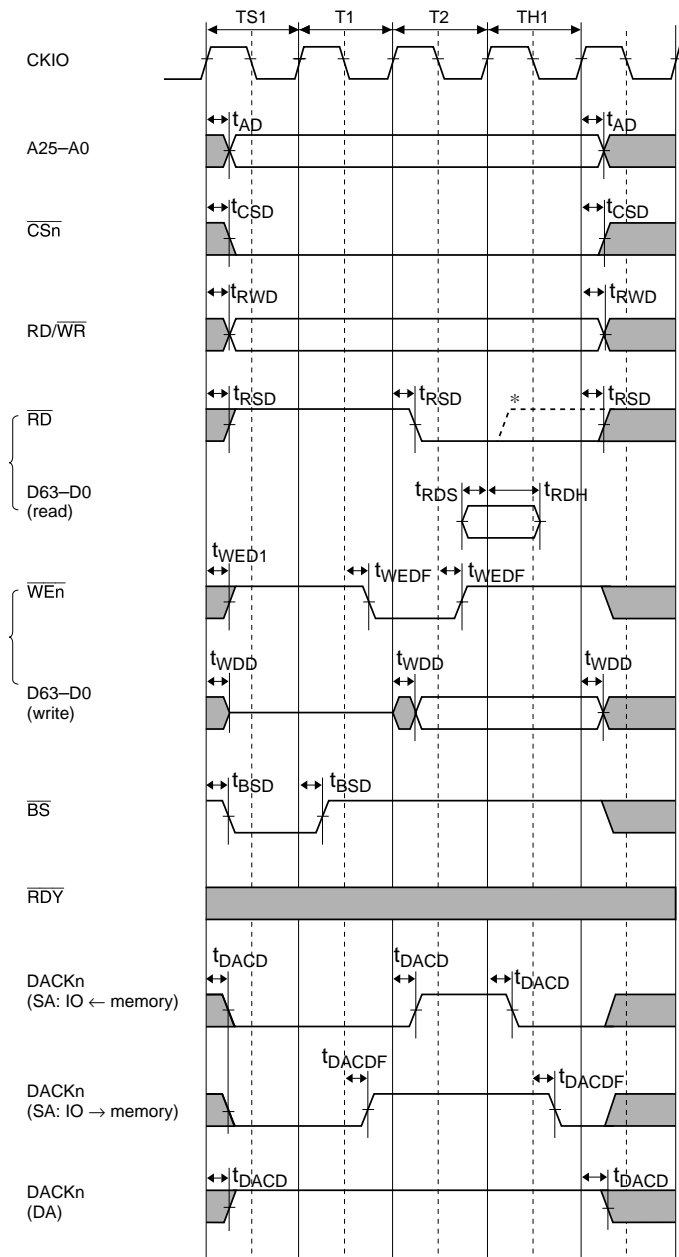 TS1 T1 T2 TH1
CKIO
tAD tAD
A25–A0
tCSD tCSD
CSn
tRWD tRWD
RD/WR
tRSD tRSD * tRSD
RD
D63–D0
(read)
tRDS tRDH
tWED1 tWEDF tWEDF
WEn
tWDD tWDD tWDD
D63–D0
(write)
tBSD tBSD
BS
RDY
tDACD tDACD tDACD
DACKn
(SA: IO ← memory)
tDACDF tDACDF
DACKn
(SA: IO → memory)
tDACD tDACD
DACKn
(DA)